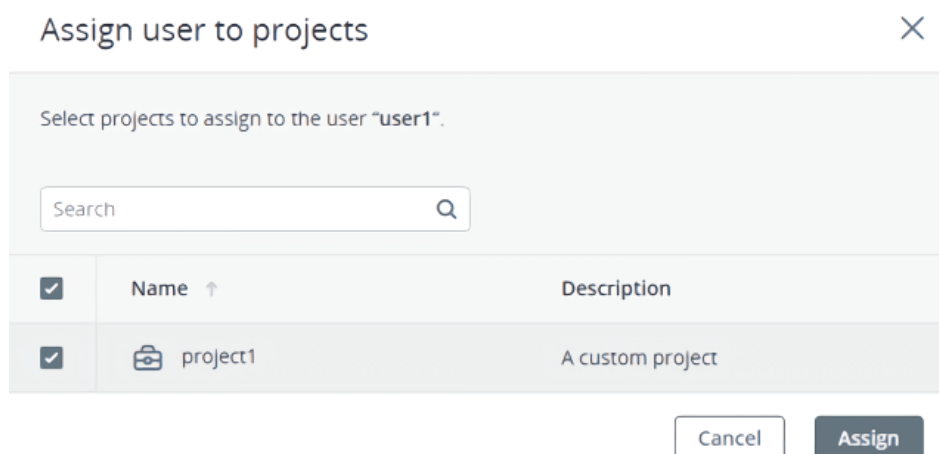 Assign user to projects
Select projects to assign to the user “user1“.
Search
Name Description
project1 A custom project
Cancel Assign